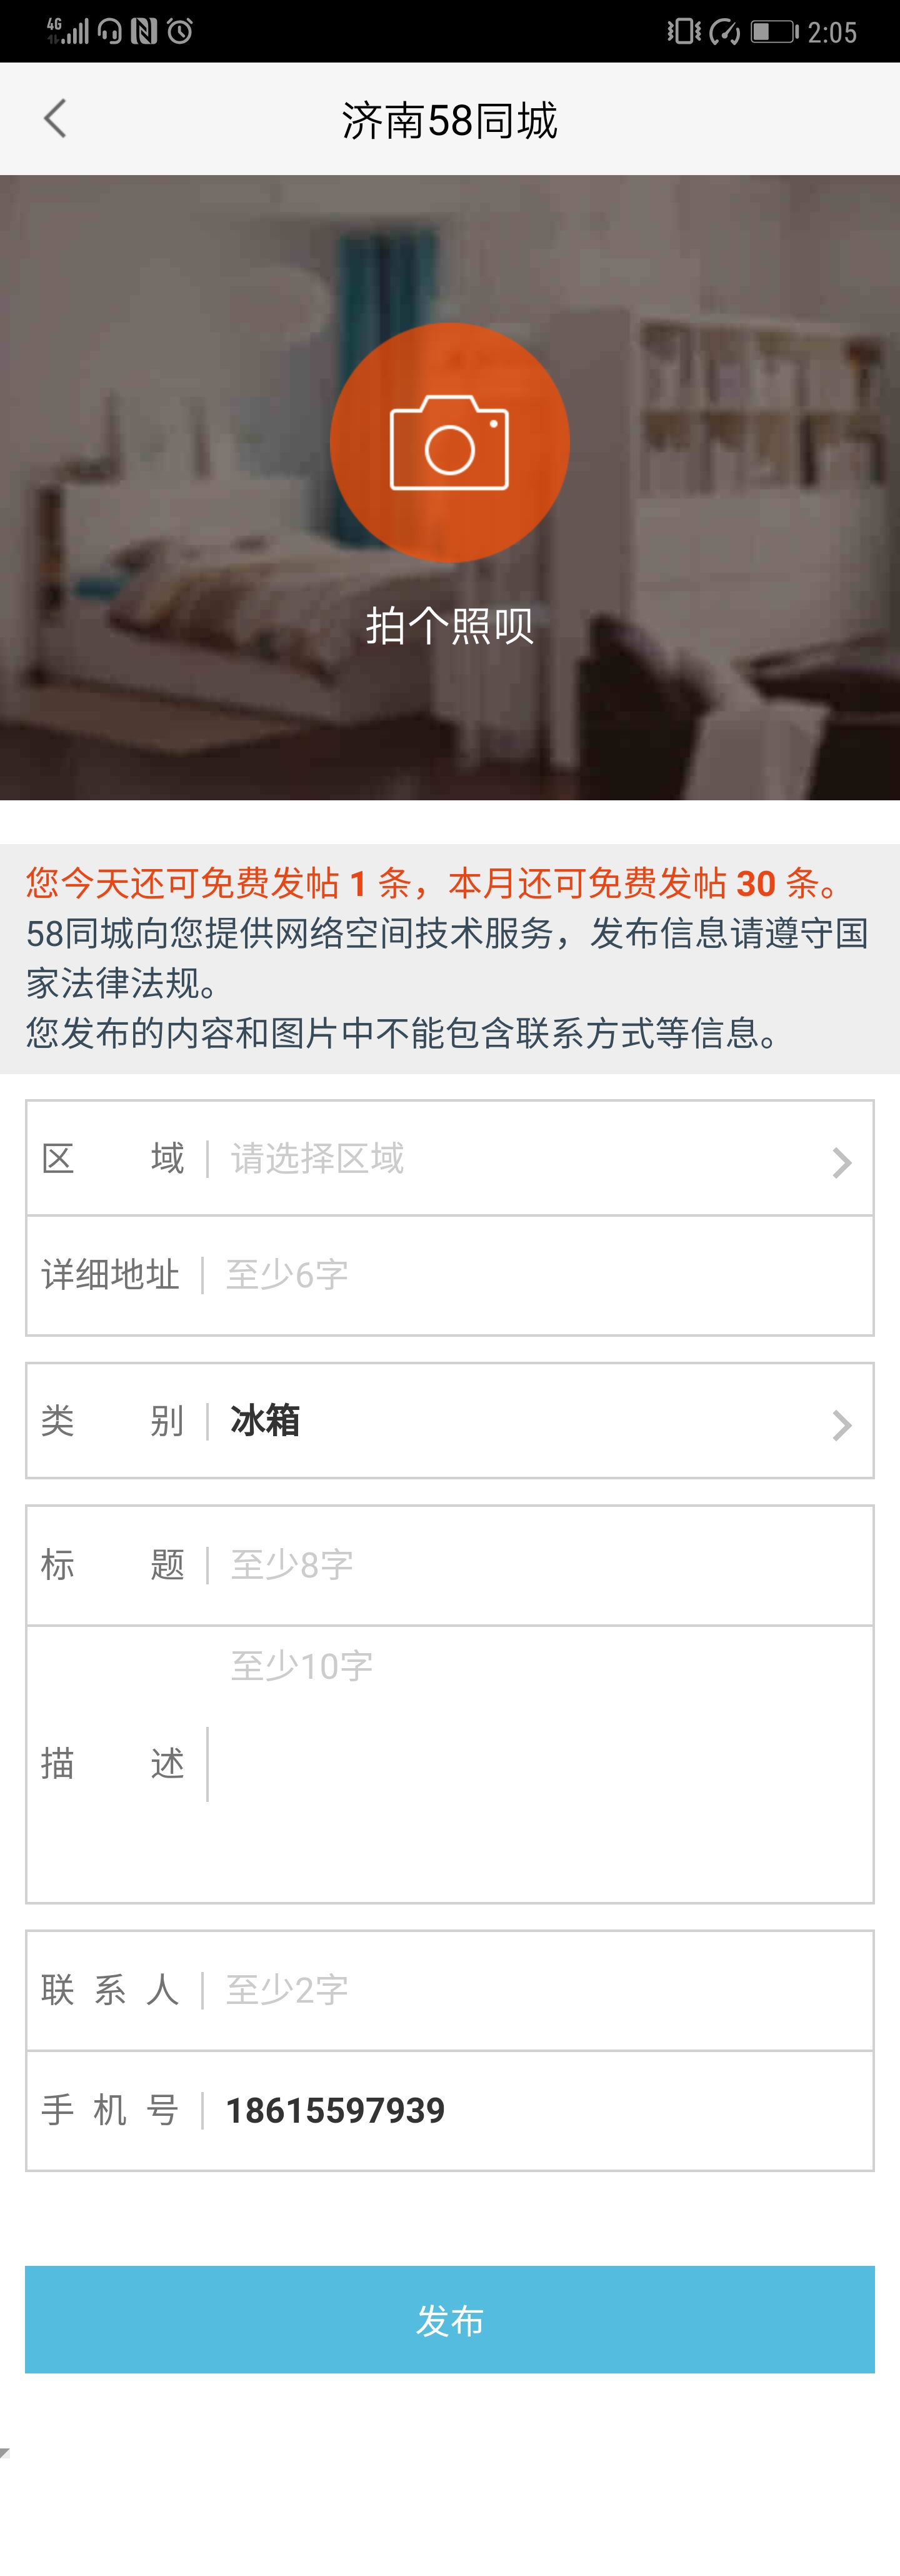 4G
2:05
济南58同城
拍个照呗
您今天还可免费发帖 1 条，本月还可免费发帖 30 条。
58同城向您提供网络空间技术服务，发布信息请遵守国
家法律法规。
您发布的内容和图片中不能包含联系方式等信息。
区 域 请选择区域
详细地址 至少6字
类 别 冰箱
标 题 至少8字
至少10字
描 述
联 系 人 至少2字
手 机 号 18615597939
发布